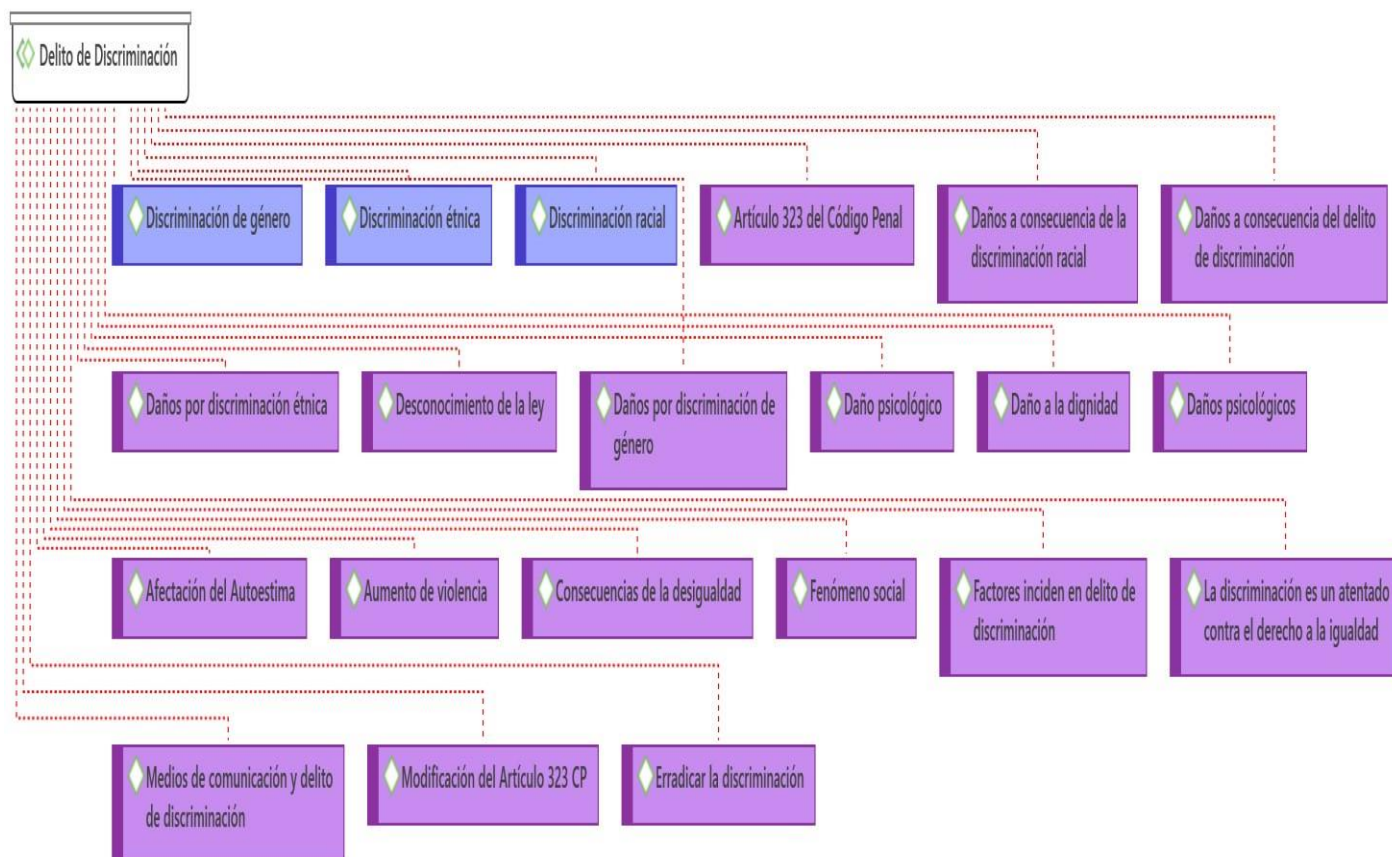 Delito de Discriminación
Discriminación de género
Discriminación étnica
Discriminación racial
Artículo 323 del Código Penal
Daños a consecuencia de la
discriminación racial
Daños a consecuencia del delito
de discriminación
Daños por discriminación étnica
Desconocimiento de la ley
Daños por discriminación de
género
Daño psicológico
Daño a la dignidad
Daños psicológicos
Afectación del Autoestima
Aumento de violencia
Consecuencias de la desigualdad
Fenómeno social
Factores inciden en delito de
discriminación
La discriminación es un atentado
contra el derecho a la igualdad
Medios de comunicación y delito
de discriminación
Modificación del Artículo 323 CP
Erradicar la discriminación